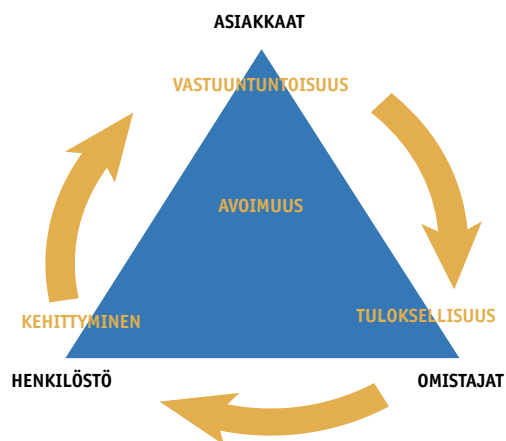 ASIAKKAAT
VASTUUNTUNTOISUUS
AVOIMUUS
KEHITTYMINEN
TULOKSELLISUUS
HENKILÖSTÖ
OMISTAJAT